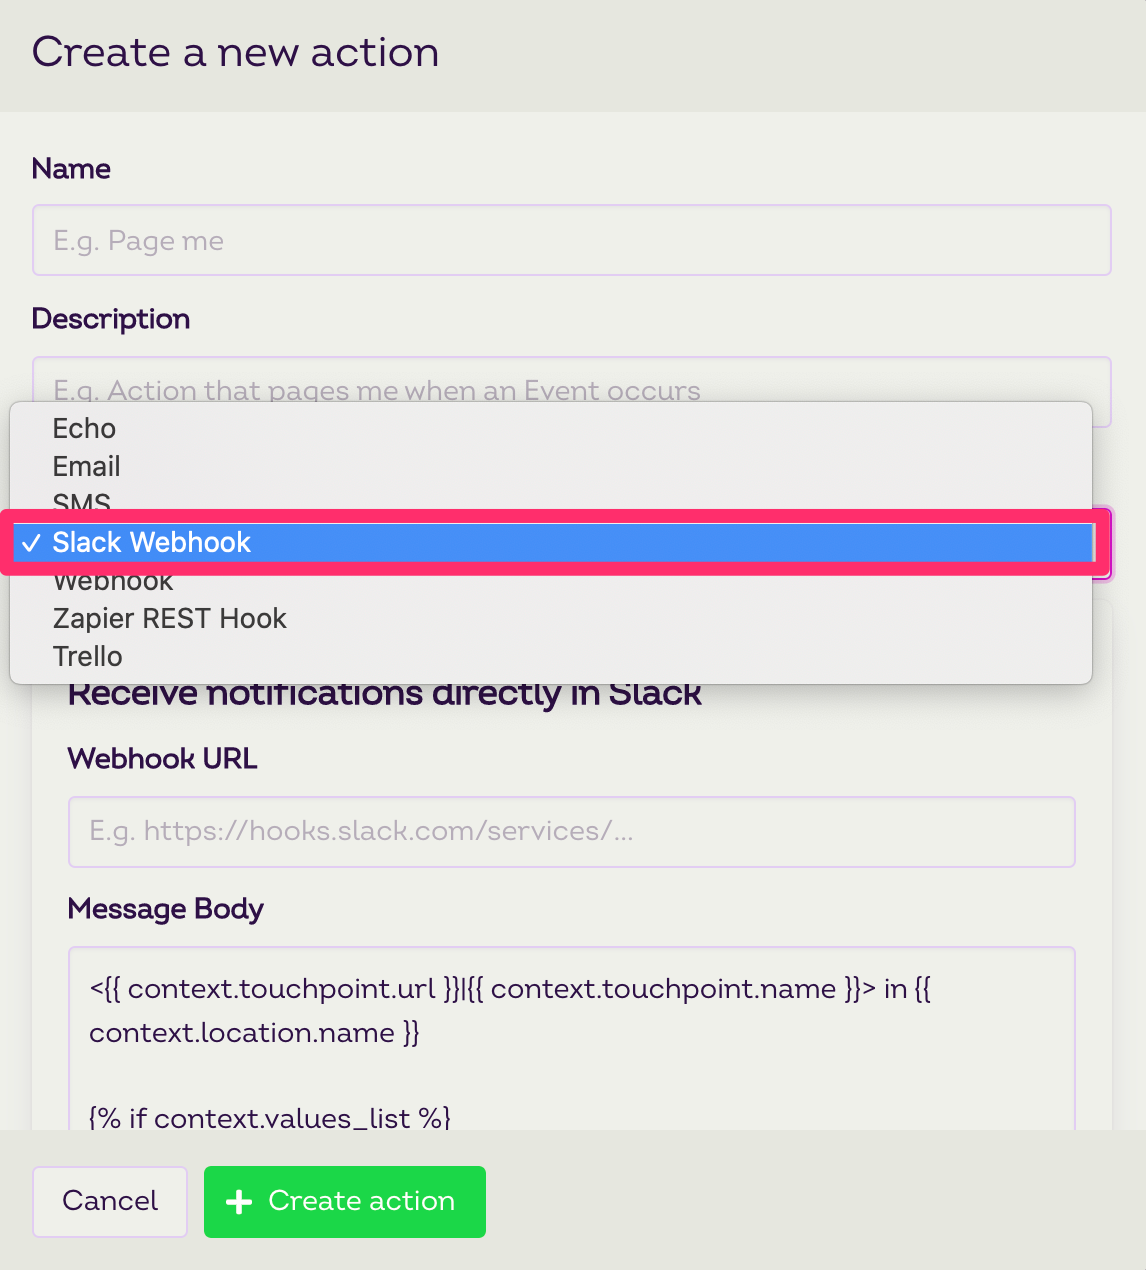 Create a new action
Name
E.g. Page me
Description
E.g. Action that pages me when an Event occurs
Echo
Email
SMS
✓ Slack Webhook
Webhook
Zapier REST Hook
Trello
Receive notifications directly in Slack
Webhook URL
E.g. https://hooks.slack.com/services/...
Message Body
<{{ context.touchpoint.url }}|{{ context.touchpoint.name }}> in {{
context.location.name }}
{% if context.values_list %}
Cancel
+ Create action